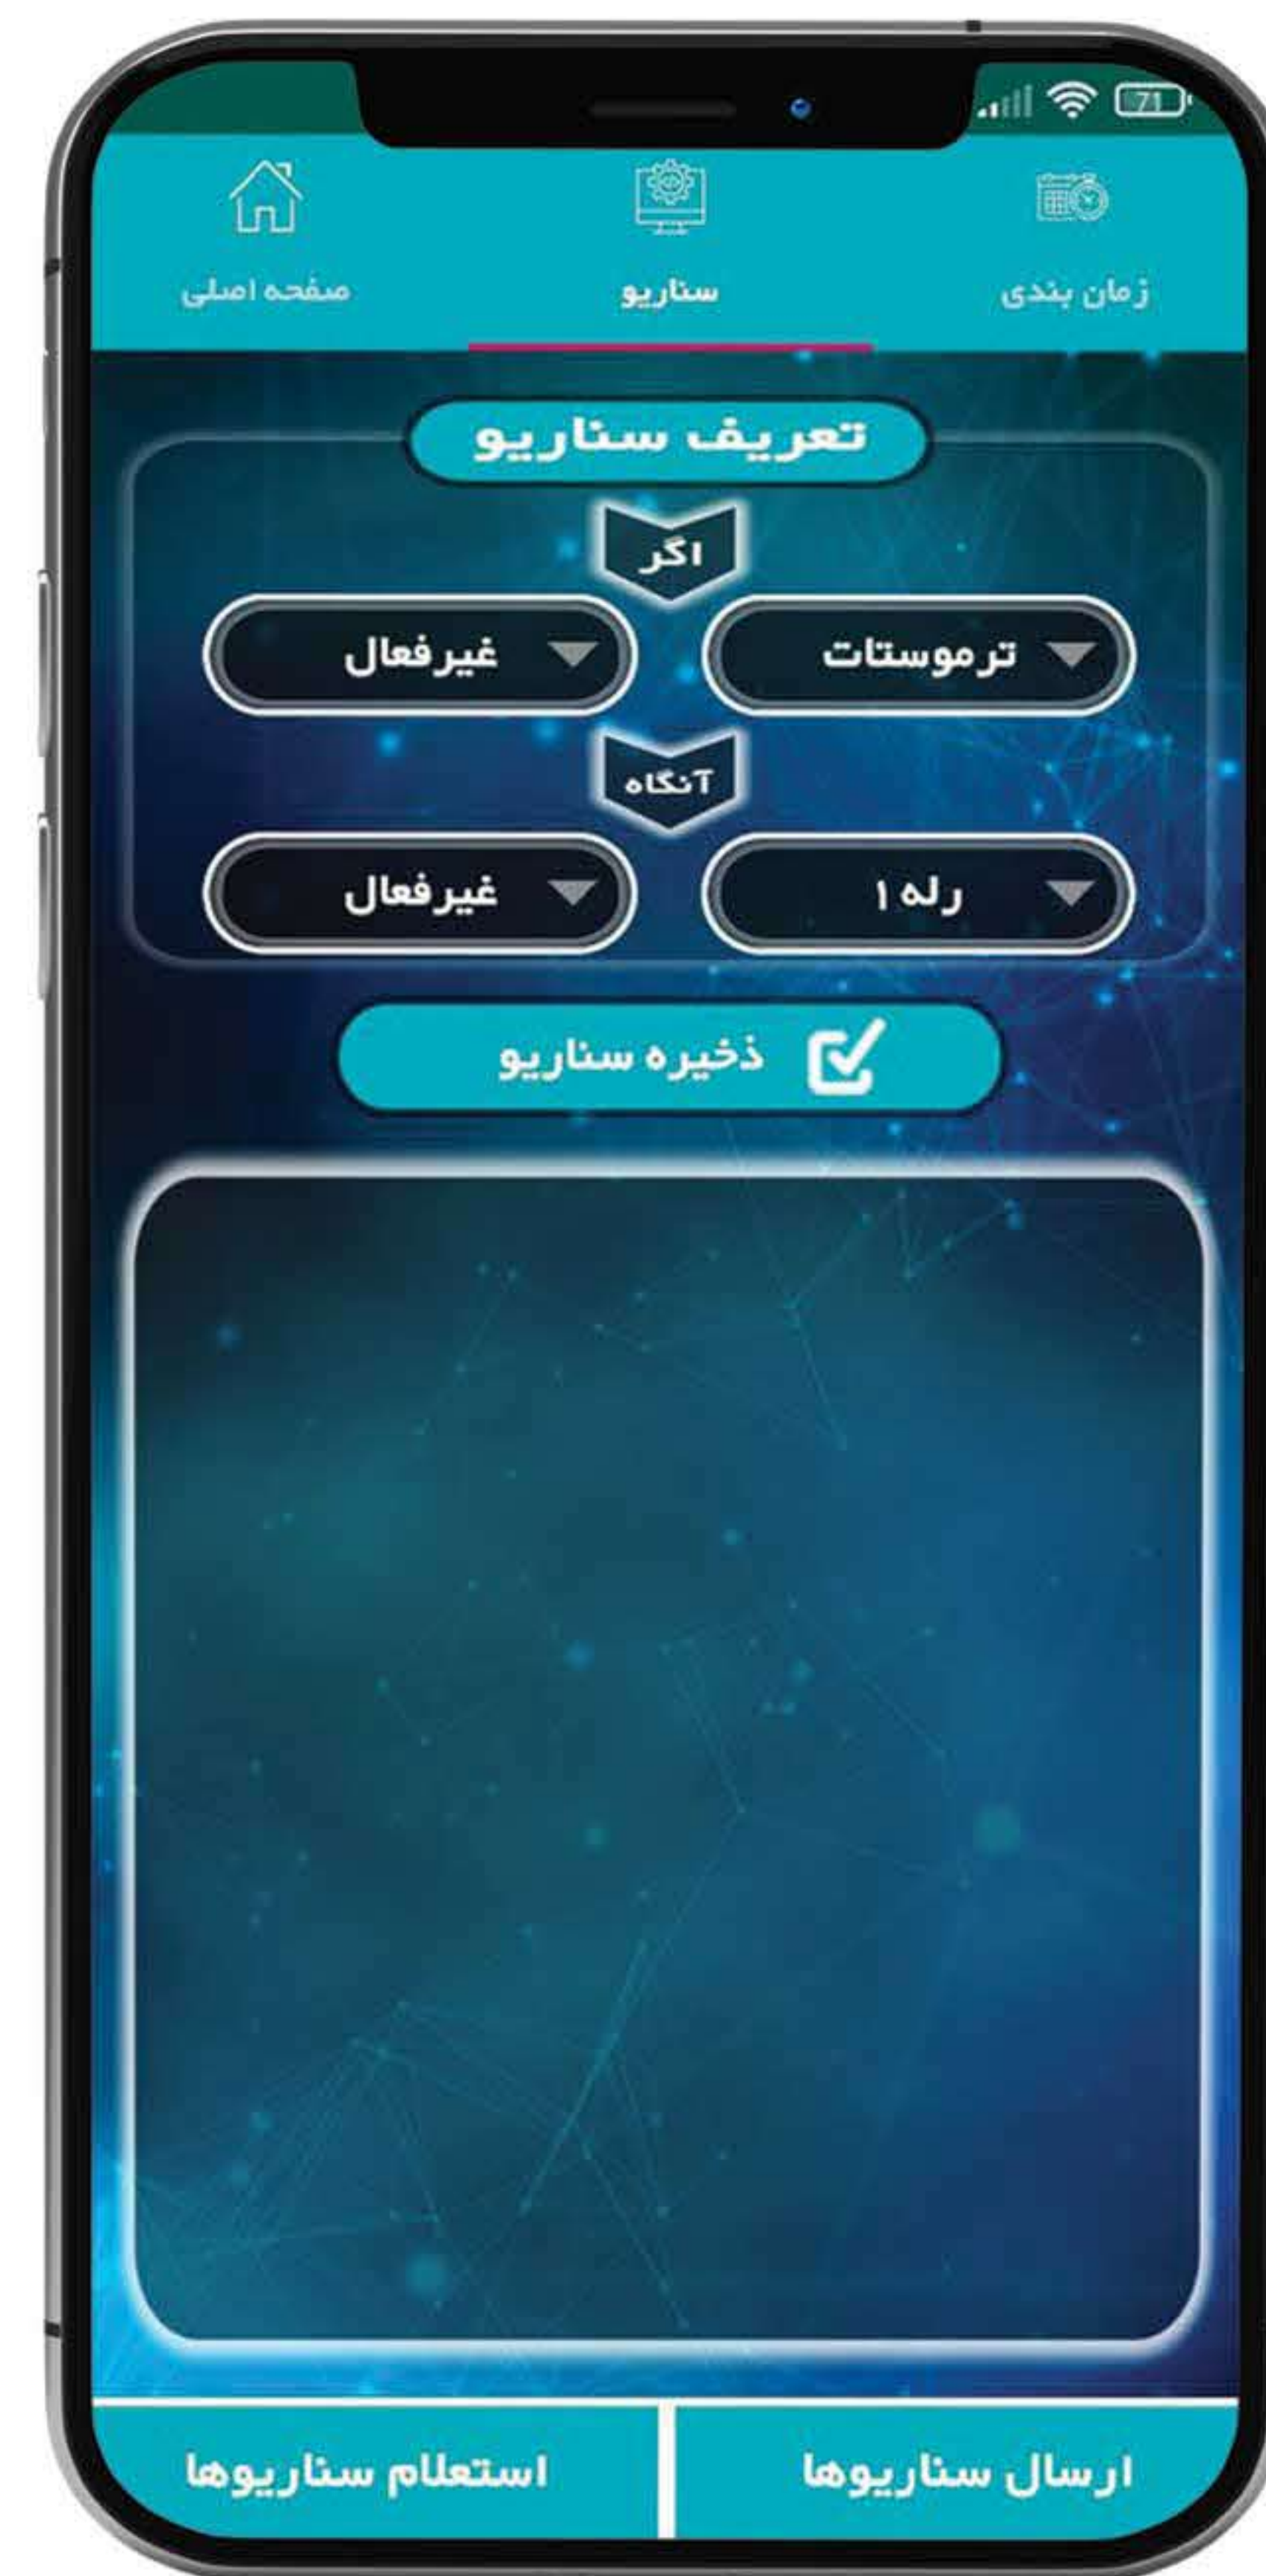 71
زمان بندی
سناریو
صفحه اصلی
تعریف سناریو
اگر
ترموستات
غیرفعال
آنگاه
رله ۱
غیرفعال
ذخیره سناریو
ارسال سناریوها
استعلام سناریوها